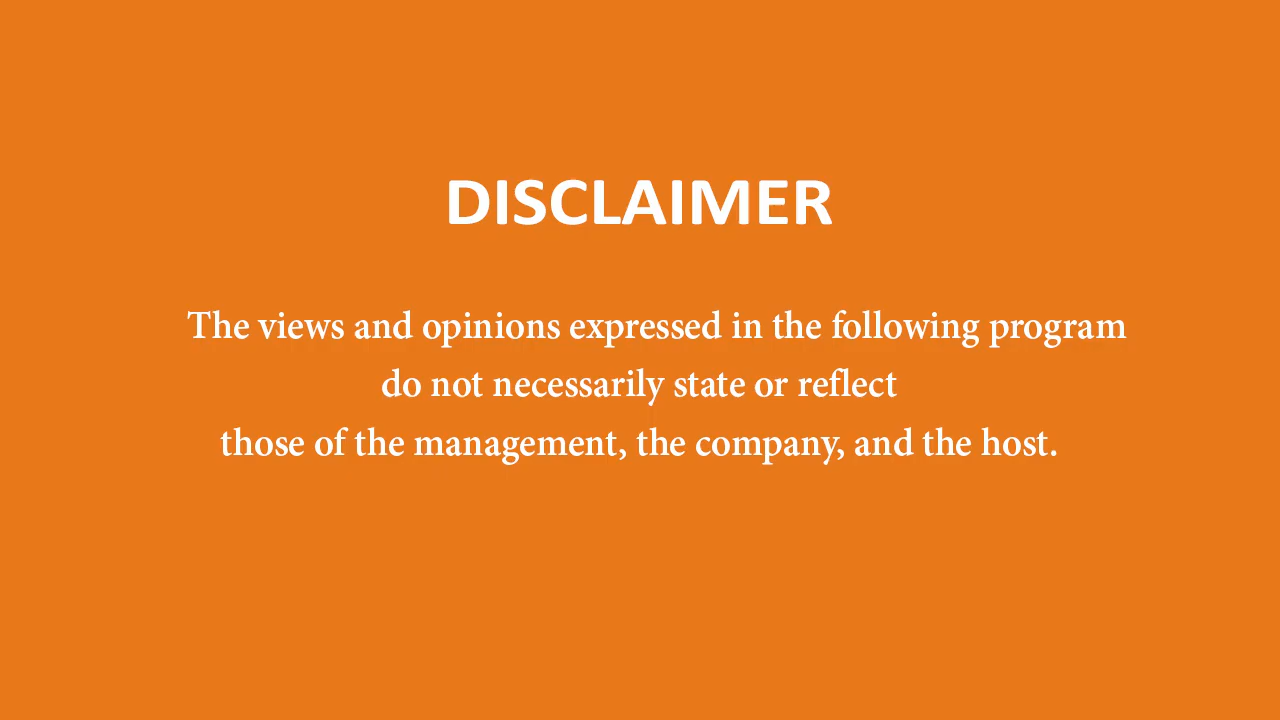 DISCLAIMER
The views and opinions expressed in the following program
do not necessarily state or reflect
those of the management, the company, and the host.